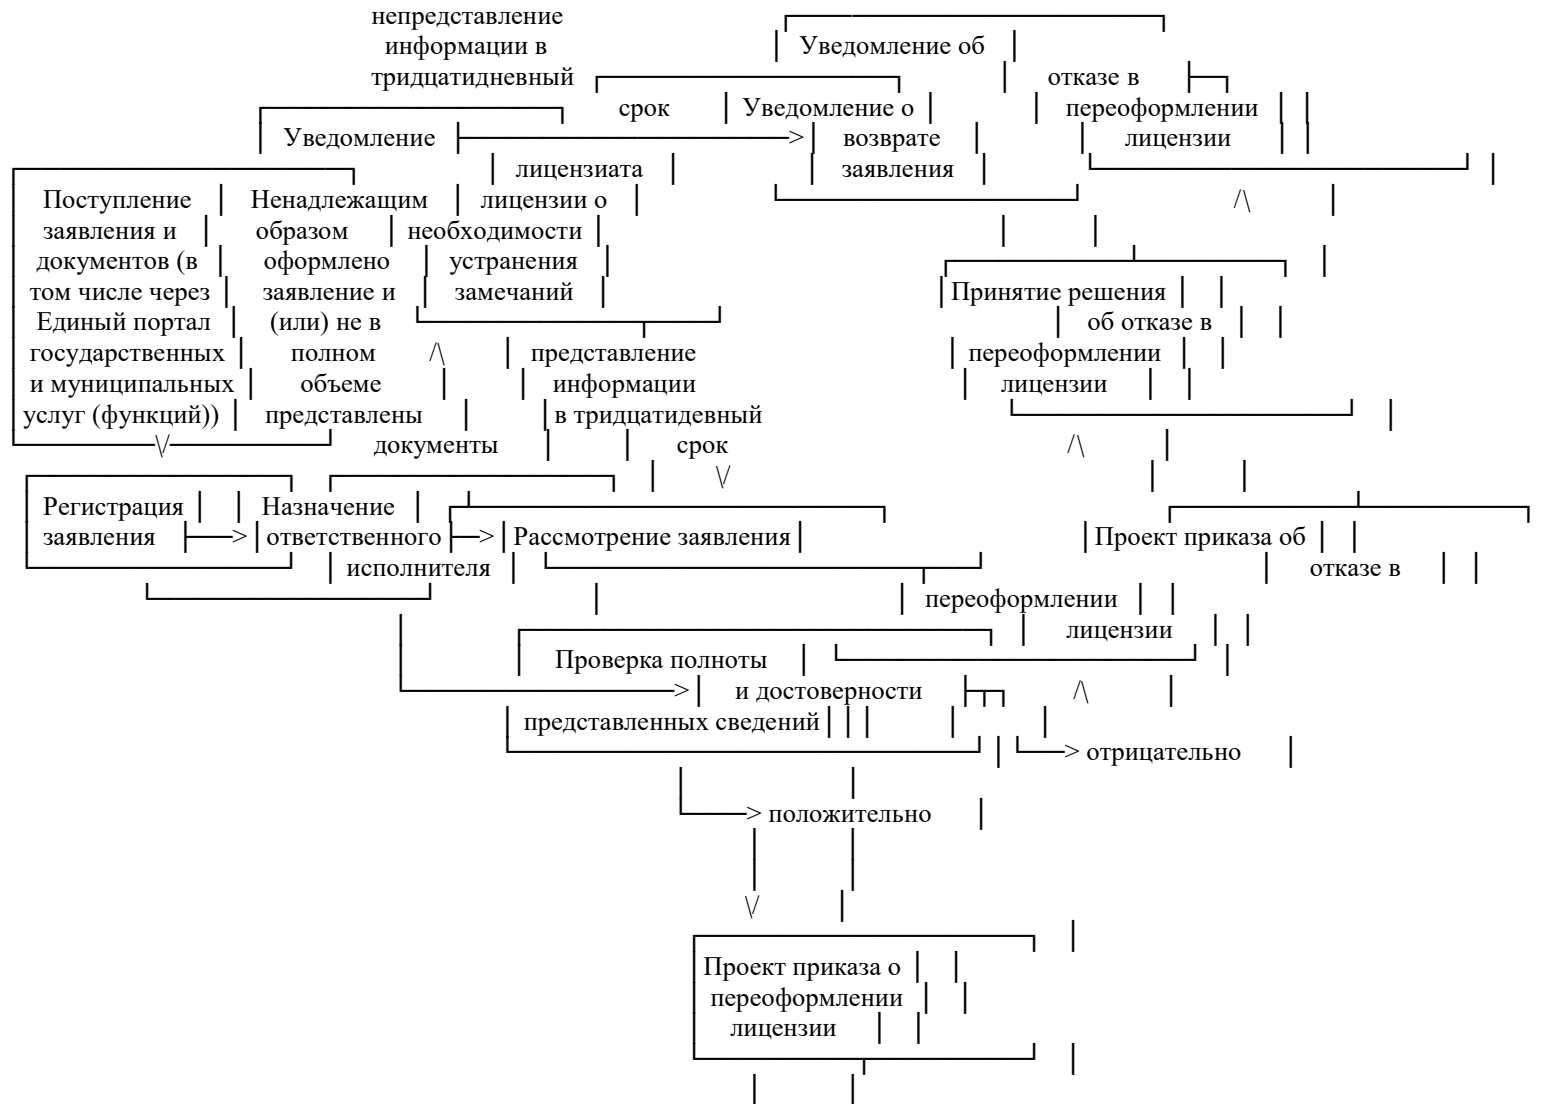 непредставление
информации в Уведомление об
тридцатидневный отказе в
срок Уведомление о переоформлении
Уведомление возврате лицензии
лицензиата заявления
Поступление Ненадлежащим лицензии о
заявления и образом необходимости
документов (в оформлено устранения
том числе через заявление и замечаний Принятие решения
Единый портал (или) не в об отказе в
государственных полном представление переоформлении
и муниципальных объеме информации лицензии
услуг (функций)) представлены в тридцатидевный
документы срок
Регистрация Назначение
заявления ответственного Рассмотрение заявления Проект приказа об
исполнителя отказе в
переоформлении
лицензии
Проверка полноты
и достоверности
представленных сведений
отрицательно
положительно
Проект приказа о
переоформлении
лицензии